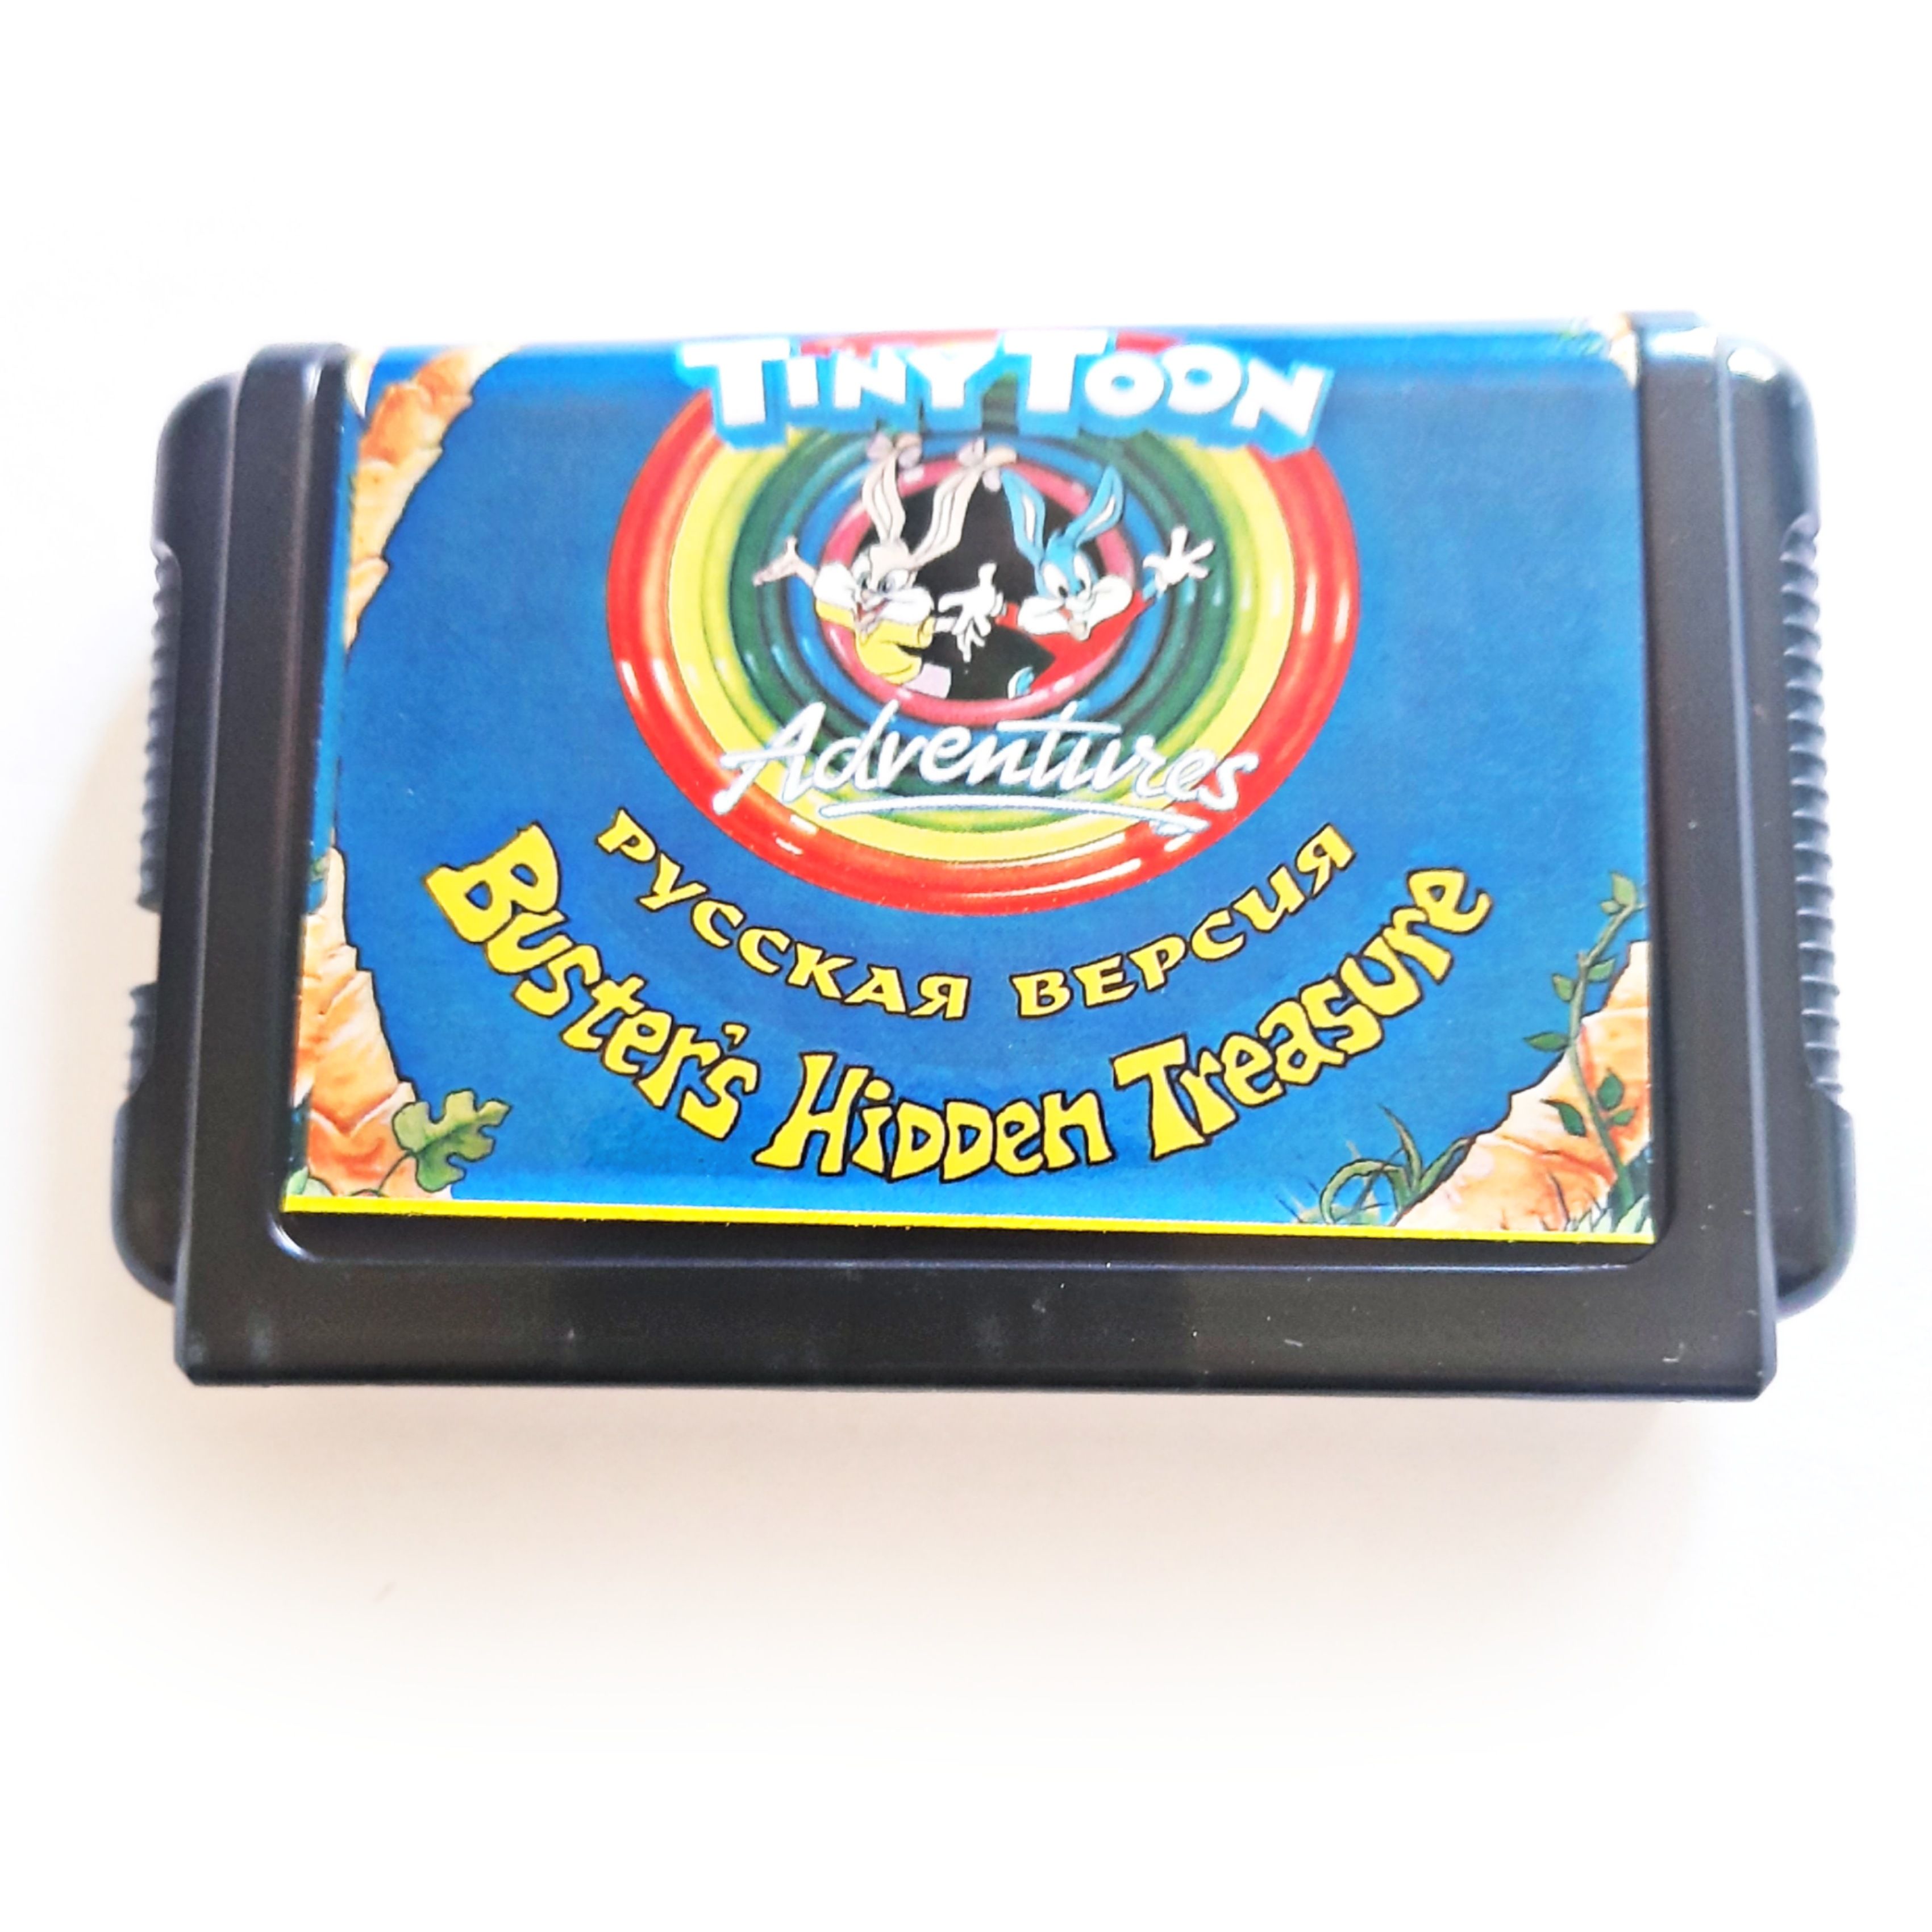 TINY TOON
Adventures
РУССКАЯ ВЕРСИЯ
Buster's Hidden Treasure